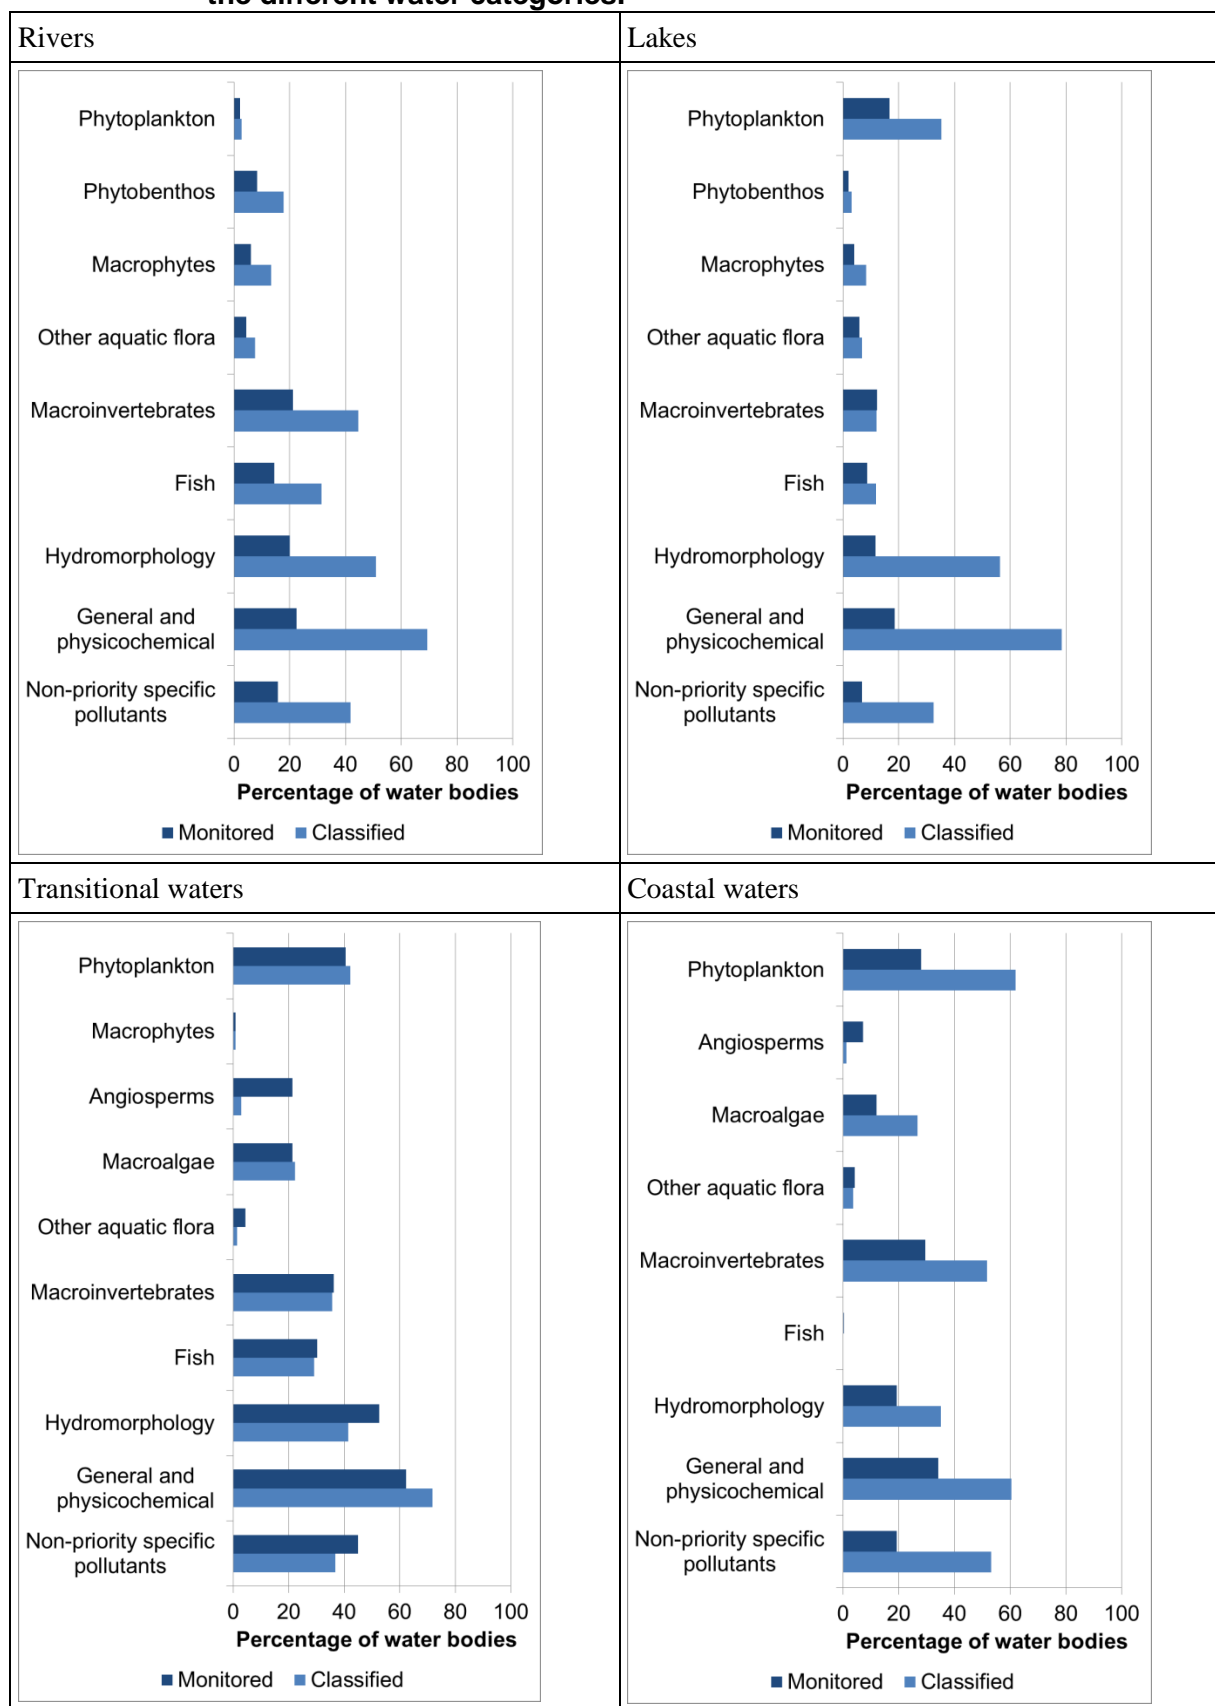 the different water categories.
Rivers
Phytoplankton
Phytobenthos
Macrophytes
Other aquatic flora
Macroinvertebrates
Fish
Hydromorphology
General and
physicochemical
Non-priority specific
pollutants
0 20 40 60 80 100
Percentage of water bodies
Monitored Classified
Lakes
Phytoplankton
Phytobenthos
Macrophytes
Other aquatic flora
Macroinvertebrates
Fish
Hydromorphology
General and
physicochemical
Non-priority specific
pollutants
0 20 40 60 80 100
Percentage of water bodies
Monitored Classified
Transitional waters
Phytoplankton
Macrophytes
Angiosperms
Macroalgae
Other aquatic flora
Macroinvertebrates
Fish
Hydromorphology
General and
physicochemical
Non-priority specific
pollutants
0 20 40 60 80 100
Percentage of water bodies
Monitored Classified
Coastal waters
Phytoplankton
Angiosperms
Macroalgae
Other aquatic flora
Macroinvertebrates
Fish
Hydromorphology
General and
physicochemical
Non-priority specific
pollutants
0 20 40 60 80 100
Percentage of water bodies
Monitored Classified